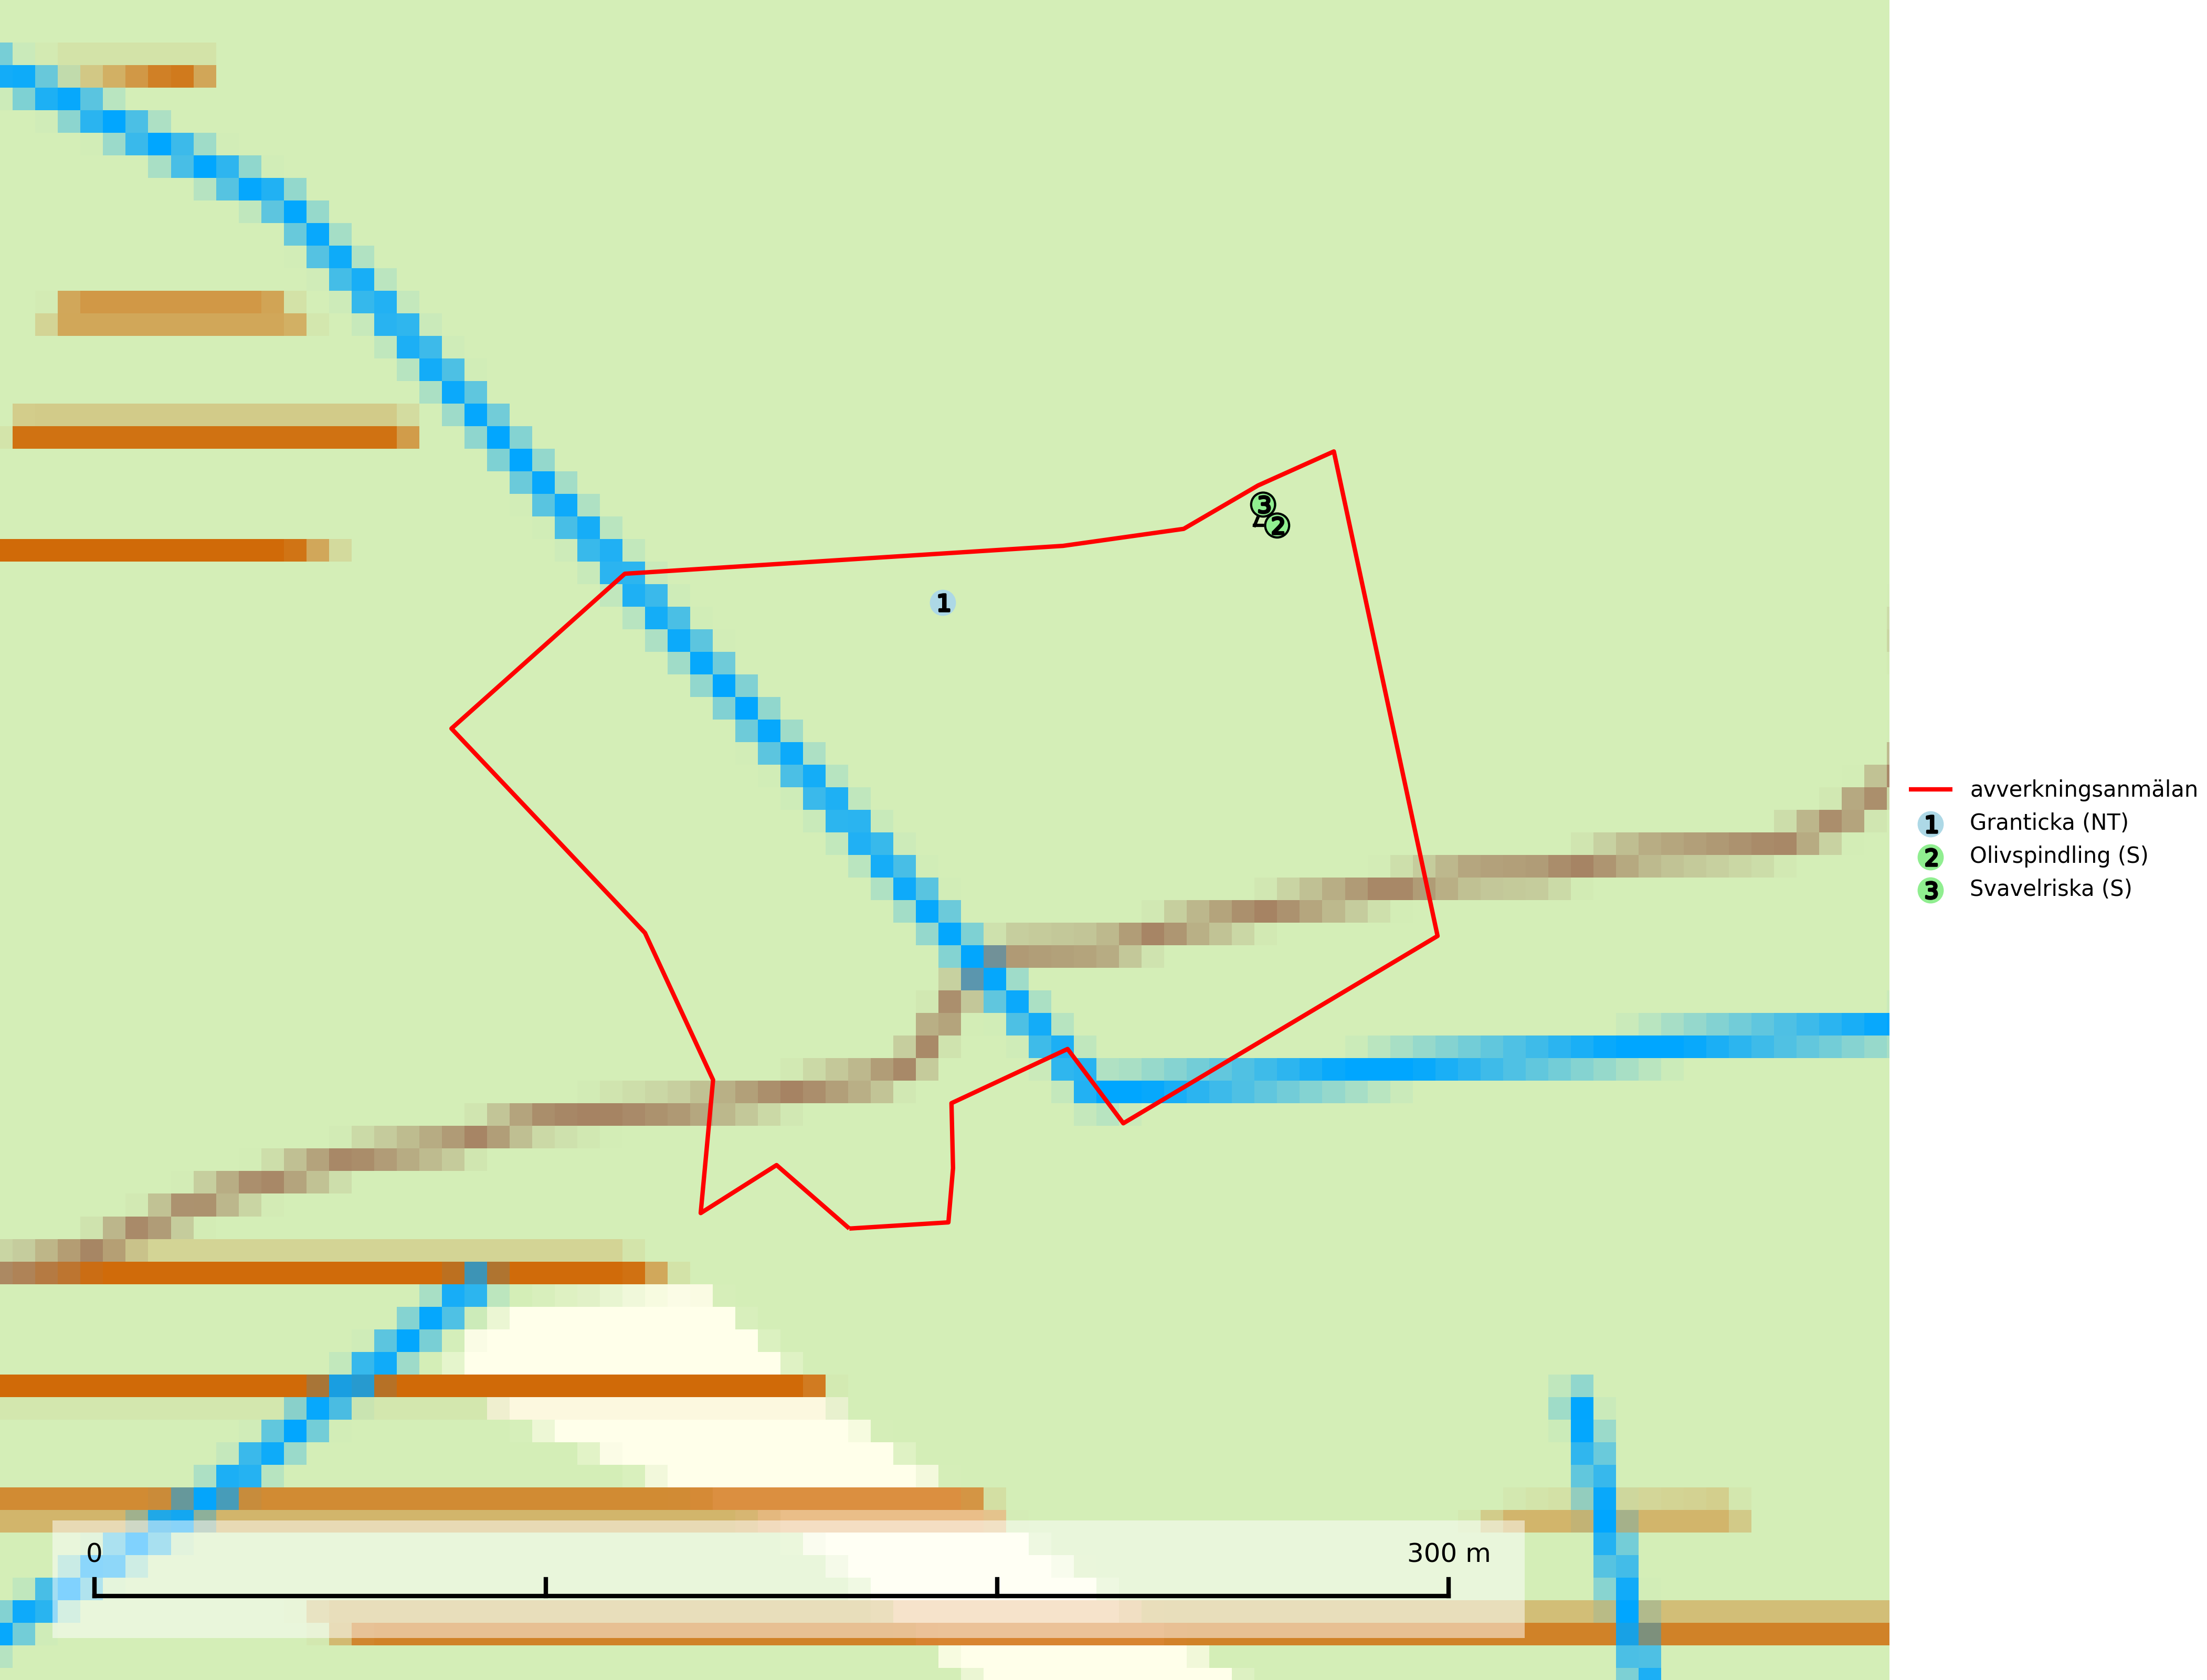 3
2
1
avverkningsanmälan
1 Granticka (NT)
2 Olivspindling (S)
3 Svavelriska (S)
0 300 m